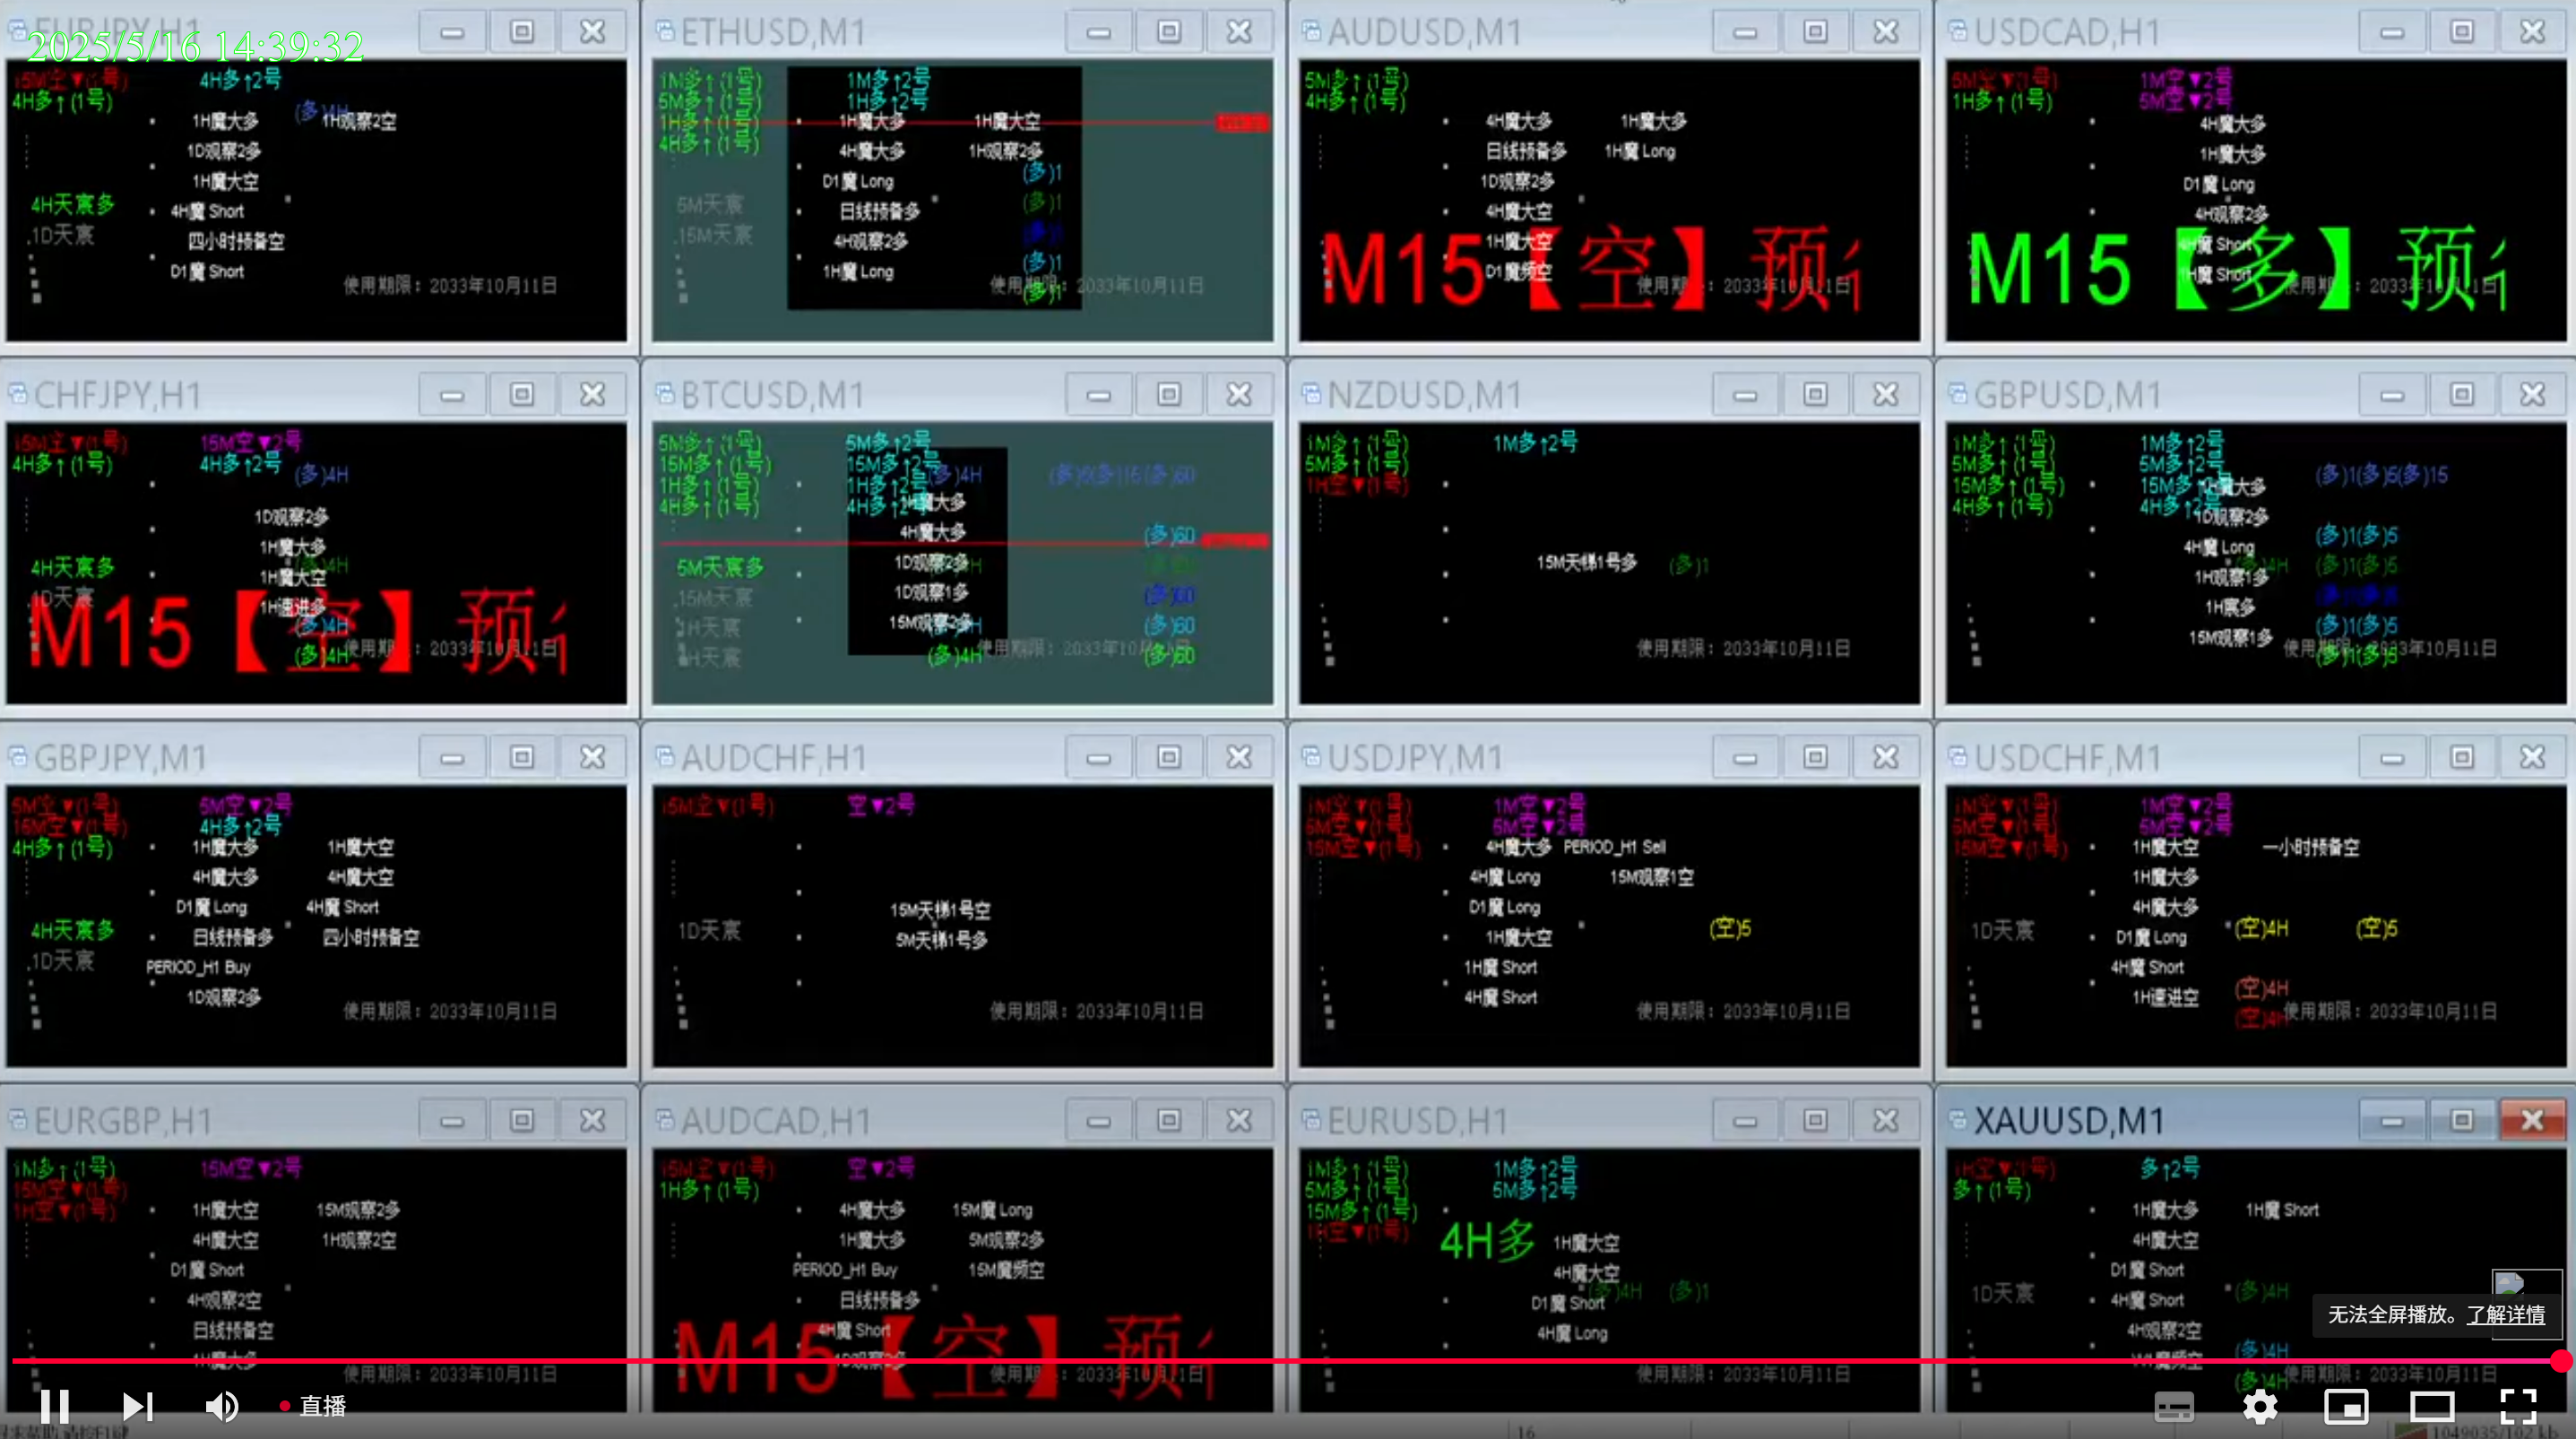 EURJPY,H1
2025/5/16 14:39:32
15M空▼(1号) 4H多↑2号
4H多↑(1号) (多)4H
1H魔大多 1H观察2空
1D观察2多
1H魔大空
4H天宸多 4H魔 Short
.1D天宸 四小时预备空
D1魔 Short
使用期限：2033年10月11日
ETHUSD,M1
1M多↑(1号) 1M多↑2号
5M多↑(1号) 1H多↑2号
1H多↑(1号) 1H魔大多 1H魔大空
4H多↑(1号) 4H魔大多 1H观察2多
(多)1
D1魔 Long
5M天宸 日线预备多 (多)1
.15M天宸 4H观察2多 (多)1
1H魔 Long (多)1
使用期限：2033年10月11日
(多)1
AUDUSD,M1
5M多↑(1号)
4H多↑(1号)
4H魔大多 1H魔大多
日线预备多 1H魔 Long
1D观察2多
4H魔大空
1H魔大空
M15【空】预
D1魔频空
使用期限：2033年10月11日
USDCAD,H1
5M空▼(1号) 1M空▼2号
1H多↑(1号) 5M空▼2号
4H魔大多
1H魔大多
D1魔 Long
4H观察2多
4H魔 Short
M15【多】预
1H魔 Short
使用期限：2033年10月11日
CHFJPY,H1
15M空▼(1号) 15M空▼2号
4H多↑(1号) 4H多↑2号 (多)4H
1D观察2多
1H魔大多
4H天宸多 (多)4H
1H魔大空
1D天宸 1H速进多
M15【空】预
(多)4H
(多)4H
使用期限：2033年10月11日
BTCUSD,M1
5M多↑(1号) 5M多↑2号
15M多↑(1号) 15M多↑2号 (多)4H
1H多↑(1号) 1H多↑2号 1H魔大多
4H多↑(1号) 4H多↑2号
4H魔大多 (多)60
5M天宸多 1D观察2多
.15M天宸 1D观察1多 (多)60
1H天宸 15M观察2多 (多)60
H天宸 (多)4H (多)60
使用期限：2033年10月11日
NZDUSD,M1
1M多↑(1号) 1M多↑2号
5M多↑(1号)
1H空▼(1号)
15M天梯1号多 (多)1
使用期限：2033年10月11日
GBPUSD,M1
1M多↑(1号) 1M多↑2号
5M多↑(1号) 5M多↑2号 (多)1(多)5(多)15
15M多↑(1号) 15M多↑2号 1H魔大多
4H多↑(1号) 4H多↑2号 1D观察2多
(多)1(多)5
4H魔 Long
(多)4H (多)1(多)5
1H观察1多
1H宸多
15M观察1多 (多)1(多)5
使用期限：2033年10月11日
(多)1(多)5
GBPJPY,M1
5M空▼(1号) 5M空▼2号
15M空▼(1号) 4H多↑2号
4H多↑(1号) 1H魔大多 1H魔大空
4H魔大多 4H魔大空
D1魔 Long 4H魔 Short
4H天宸多 日线预备多 四小时预备空
.1D天宸 PERIOD_H1 Buy
1D观察2多
使用期限：2033年10月11日
AUDCHF,H1
15M空▼(1号) 空▼2号
15M天梯1号空
1D天宸 5M天梯1号多
使用期限：2033年10月11日
USDJPY,M1
1M空▼(1号) 1M空▼2号
5M空▼(1号) 5M空▼2号
15M空▼(1号) 4H魔大多 PERIOD_H1 Sell
4H魔 Long 15M观察1空
D1魔 Long
1H魔大空 (空)5
1H魔 Short
4H魔 Short
使用期限：2033年10月11日
USDCHF,M1
1M空▼(1号) 1M空▼2号
5M空▼(1号) 5M空▼2号
15M空▼(1号) 1H魔大空 一小时预备空
1H魔大多
4H魔大多
1D天宸 D1魔 Long (空)4H (空)5
4H魔 Short
1H速进空 (空)4H
(空)4H 使用期限：2033年10月11日
EURGBP,H1
1M多↑(1号) 15M空▼2号
15M空▼(1号)
1H空▼(1号) 1H魔大空 15M观察2多
4H魔大空 1H观察2空
D1魔 Short
4H观察2空
日线预备空
1H魔大多
使用期限：2033年10月11日
AUDCAD,H1
15M空▼(1号) 空▼2号
1H多↑(1号)
4H魔大多 15M魔 Long
1H魔大多 5M观察2多
PERIOD_H1 Buy 15M魔频空
日线预备多
4H魔 Short
M15【空】预
1D观察2多
使用期限：2033年10月11日
EURUSD,H1
1M多↑(1号) 1M多↑2号
5M多↑(1号) 5M多↑2号
15M多↑(1号)
1H空▼(1号) 4H多 1H魔大空
4H魔大空
(多)4H (多)1
D1魔 Short
4H魔 Long
使用期限：2033年10月11日
XAUUSD,M1
1H空▼(1号) 多↑2号
多↑(1号)
1H魔大多 1H魔 Short
4H魔大空
D1魔 Short
1D天宸 4H魔 Short (多)4H
4H观察2空
(多)4H
(多)4H 使用期限：2033年10月11日
无法全屏播放。了解详情
直播
16